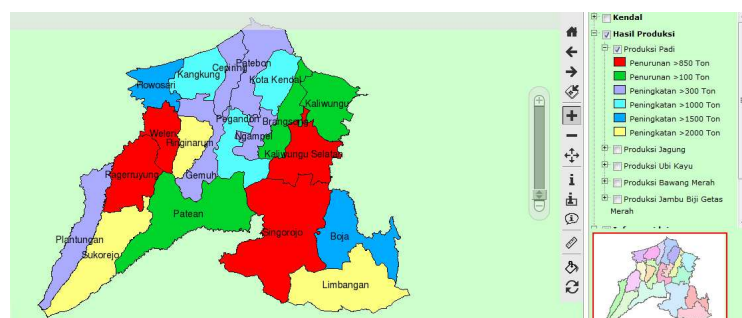 Kendal
Hasil Produksi
Produksi Padi
Penurunan >850 Ton
Penurunan >100 Ton
Peningkatan >300 Ton
Peningkatan >1000 Ton
Peningkatan >1500 Ton
Peningkatan >2000 Ton
Produksi Jagung
Produksi Ubi Kayu
Produksi Bawang Merah
Produksi Jambu Biji Getas
Merah
Patebon
Cepiring
Kangkung
Kota Kendal
Rowosari
Kaliwungu
Pegandon
Brangsong
Weleri
Ringinarum
Ngampel
Kaliwungu Selatan
Pagerruyung
Gemuh
Patean
Plantungan
Singorojo
Boja
Sukorejo
Limbangan